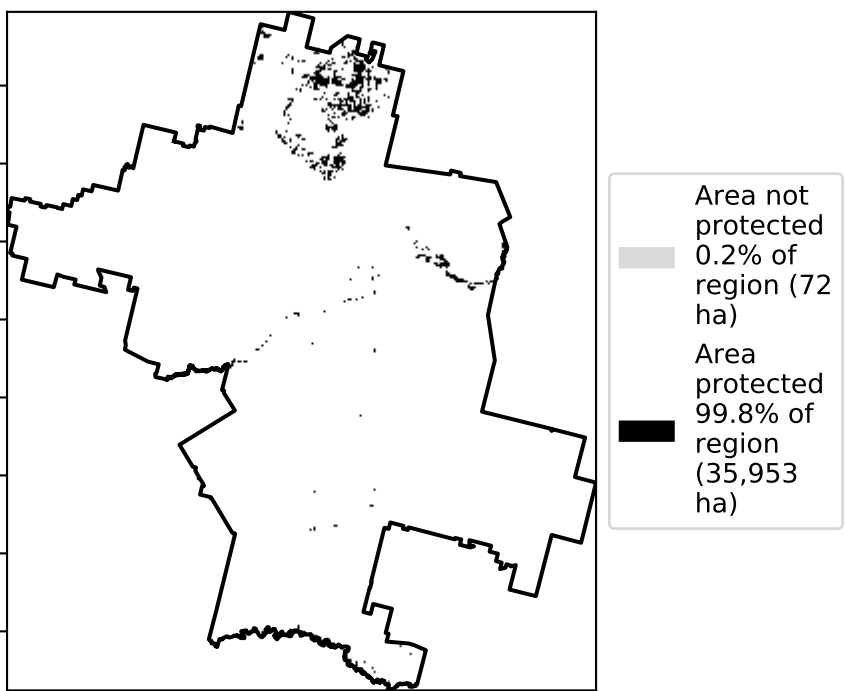 Area not
protected
0.2% of
region (72
ha)
Area
protected
99.8% of
region
(35,953
ha)